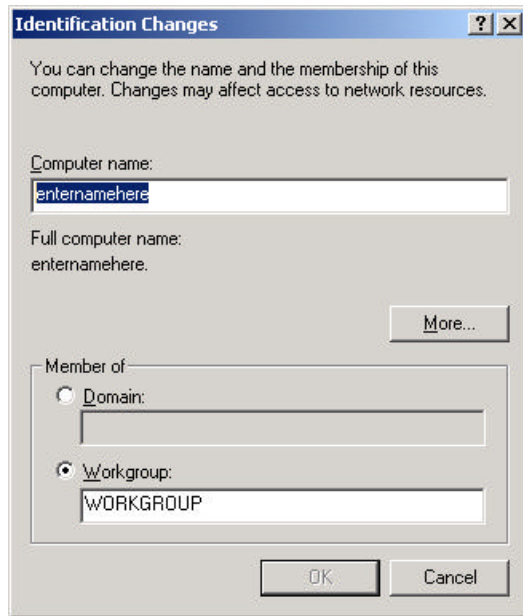 Identification Changes
You can change the name and the membership of this
computer. Changes may affect access to network resources.
Computer name:
enternamehere
Full computer name:
enternamehere.
More...
Member of
Domain:
Workgroup:
WORKGROUP
OK Cancel